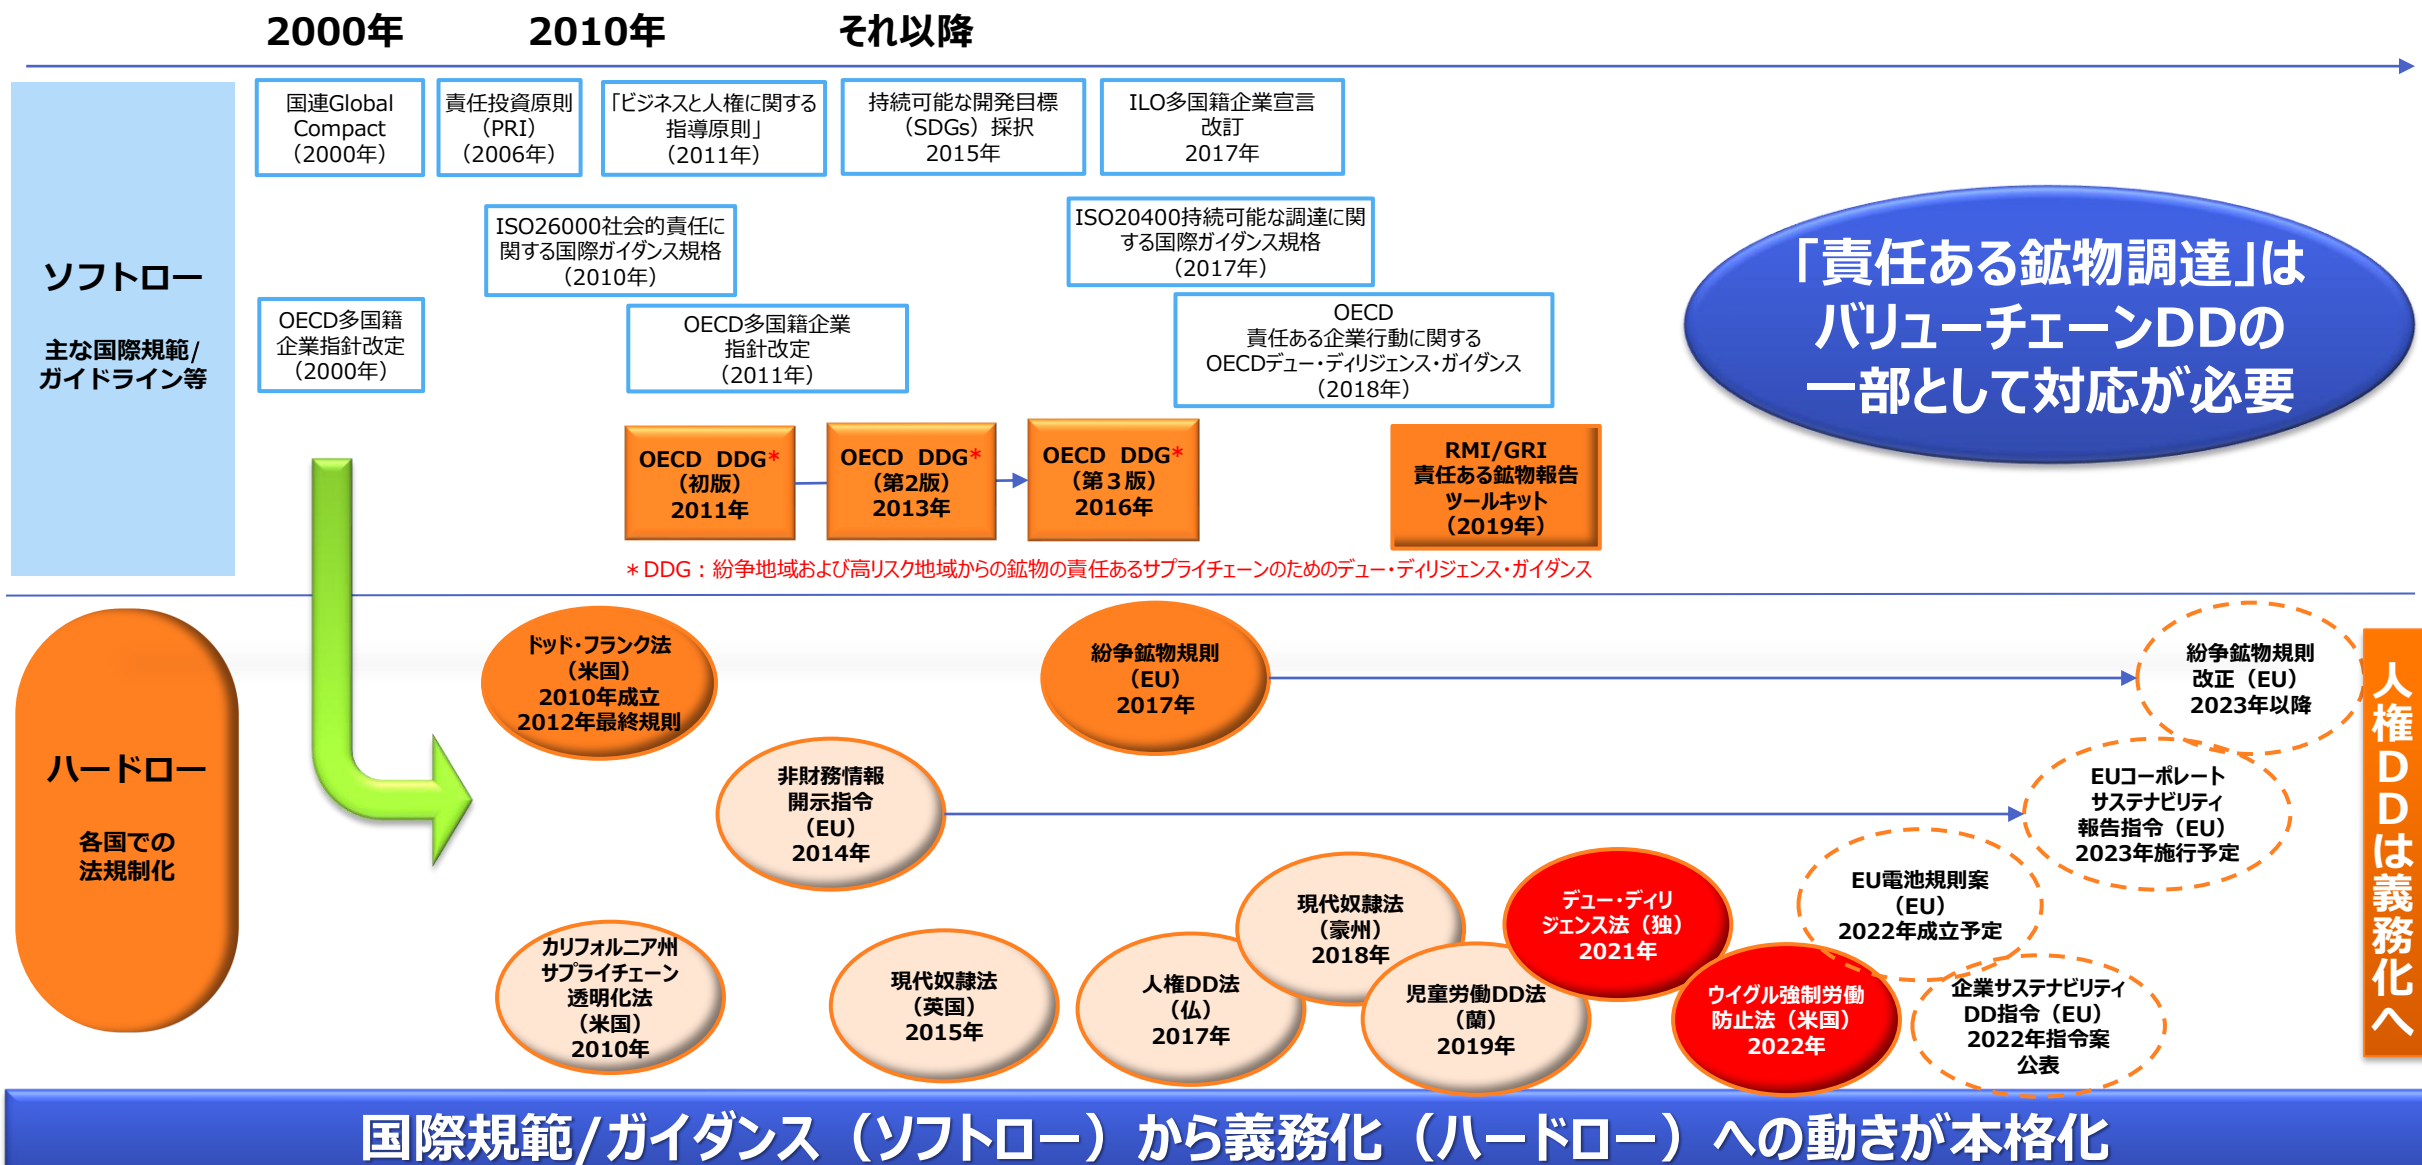 2000年
2010年
それ以降
ソフトロー
主な国際規範/
ガイドライン等
国連Global
Compact
（2000年）
責任投資原則
（PRI）
（2006年）
「ビジネスと人権に関する
指導原則」
（2011年）
持続可能な開発目標
（SDGs）採択
2015年
ILO多国籍企業宣言
改訂
2017年
ISO26000社会的責任に
関する国際ガイダンス規格
（2010年）
ISO20400持続可能な調達に関
する国際ガイダンス規格
（2017年）
OECD多国籍
企業指針改定
（2000年）
OECD多国籍企業
指針改定
（2011年）
OECD
責任ある企業行動に関する
OECDデュー・ディリジェンス・ガイダンス
（2018年）
「責任ある鉱物調達」は
バリューチェーンDDの
一部として対応が必要
OECD DDG*
（初版）
2011年
OECD DDG*
（第2版）
2013年
OECD DDG*
（第３版）
2016年
RMI/GRI
責任ある鉱物報告
ツールキット
（2019年）
＊DDG：紛争地域および高リスク地域からの鉱物の責任あるサプライチェーンのためのデュー・ディリジェンス・ガイダンス
ハードロー
各国での
法規制化
ドッド・フランク法
（米国）
2010年成立
2012年最終規則
紛争鉱物規則
（EU）
2017年
紛争鉱物規則
改正（EU）
2023年以降
非財務情報
開示指令
（EU）
2014年
EUコーポレート
サステナビリティ
報告指令（EU）
2023年施行予定
カリフォルニア州
サプライチェーン
透明化法
（米国）
2010年
現代奴隷法
（英国）
2015年
人権DD法
（仏）
2017年
現代奴隷法
（豪州）
2018年
児童労働DD法
（蘭）
2019年
デュー・ディリ
ジェンス法（独）
2021年
ウイグル強制労働
防止法（米国）
2022年
EU電池規則案
（EU）
2022年成立予定
企業サステナビリティ
DD指令（EU）
2022年指令案
公表
人権DDは義務化へ
国際規範/ガイダンス（ソフトロー）から義務化（ハードロー）への動きが本格化